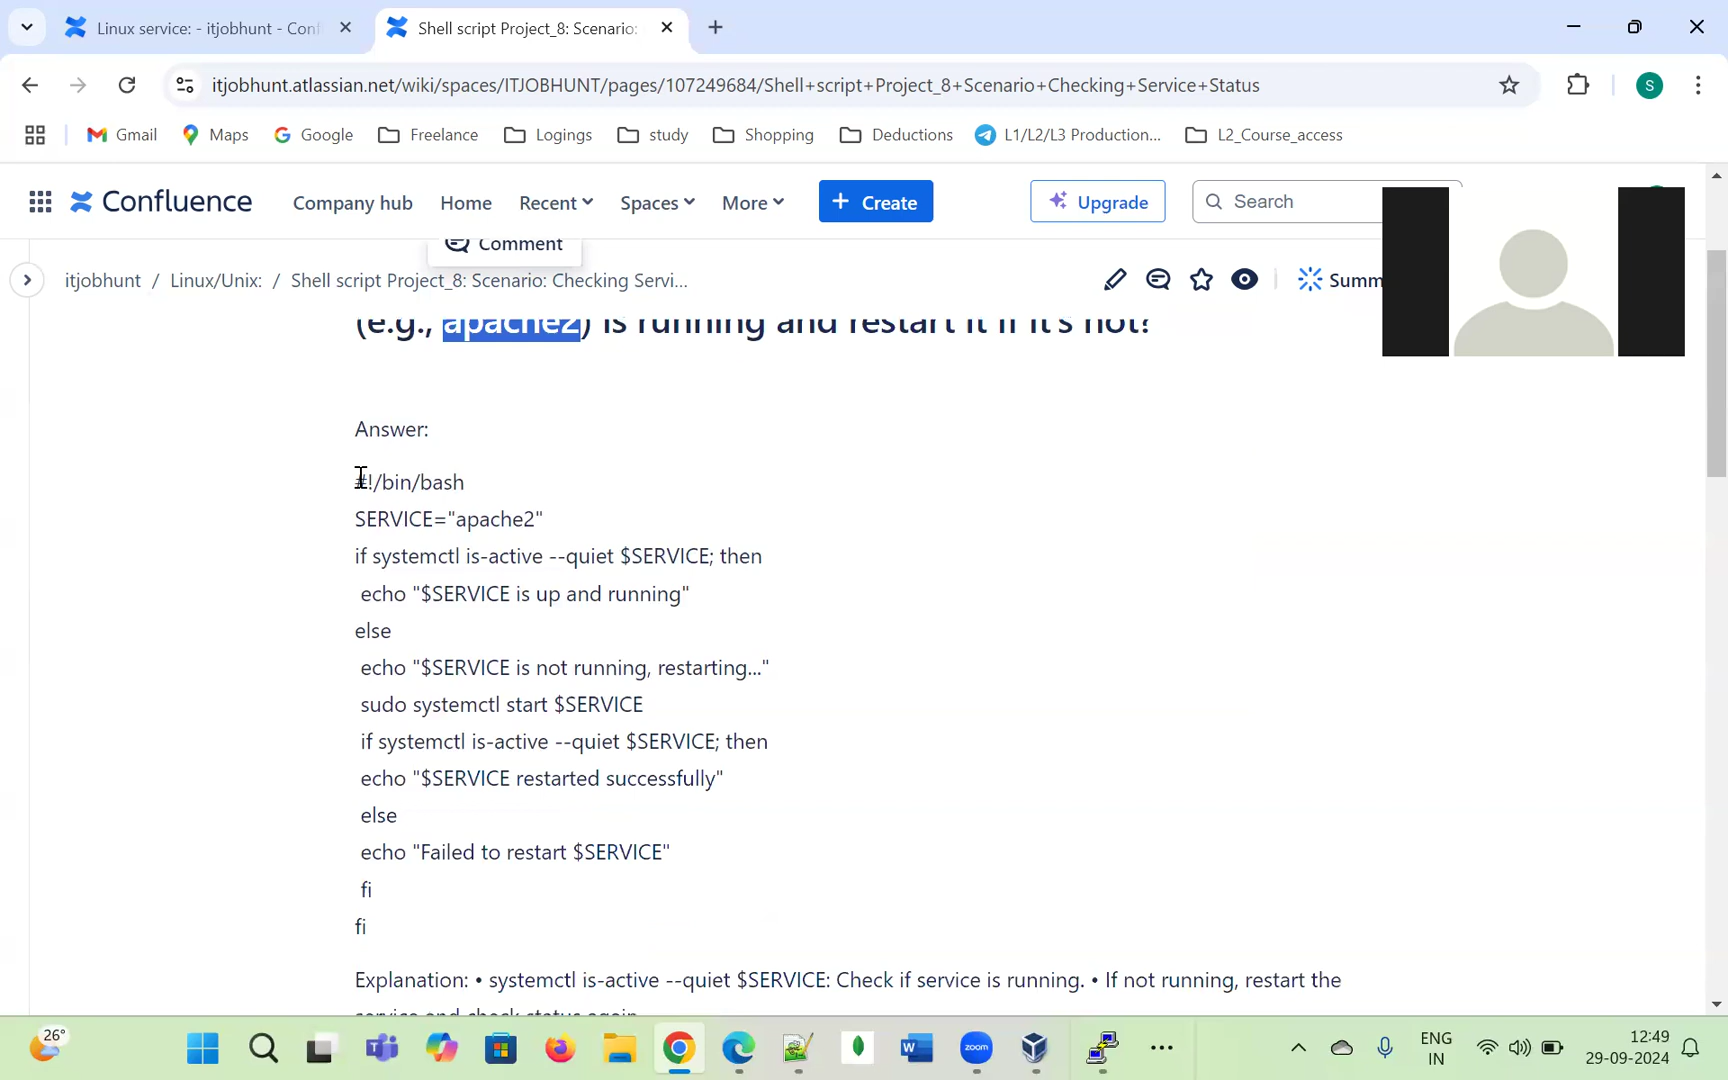 Linux service: - itjobhunt - Conf
Shell script Project_8: Scenario:
itjobhunt.atlassian.net/wiki/spaces/ITJOBHUNT/pages/107249684/Shell+script+Project_8+Scenario+Checking+Service+Status
S
Gmail
Maps
Google
Freelance
Logings
study
Shopping
Deductions
L1/L2/L3 Production...
L2_Course_access
Confluence
Company hub
Home
Recent
Spaces
More
+ Create
Upgrade
Search
Comment
itjobhunt / Linux/Unix: / Shell script Project_8: Scenario: Checking Servi...
Summ
(e.g., apache2) is running and restart it if it's not?
Answer:
#!/bin/bash
SERVICE="apache2"
if systemctl is-active --quiet $SERVICE; then
echo "$SERVICE is up and running"
else
echo "$SERVICE is not running, restarting..."
sudo systemctl start $SERVICE
if systemctl is-active --quiet $SERVICE; then
echo "$SERVICE restarted successfully"
else
echo "Failed to restart $SERVICE"
fi
fi
Explanation: • systemctl is-active --quiet $SERVICE: Check if service is running. • If not running, restart the
service and check status again
26°
zoom
ENG
IN
12:49
29-09-2024